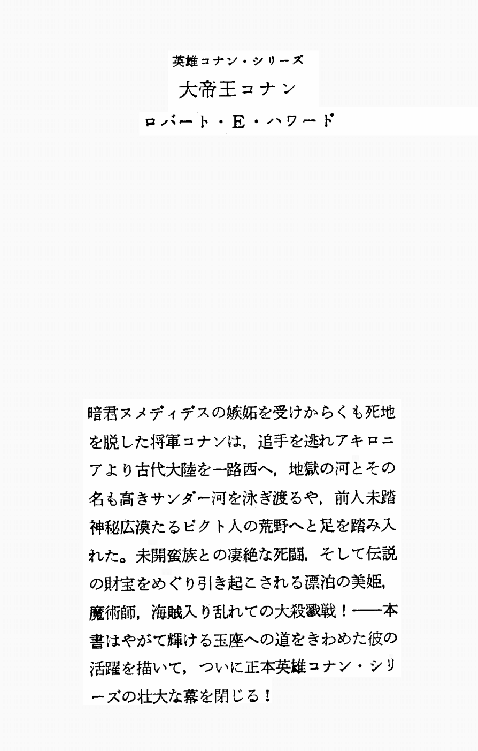 英雄コナン・シリーズ
大帝王コナン
ロバート・E・ハワード
暗君ヌメディデスの嫉妬を受けからくも死地
を脱した将軍コナンは，追手を逃れアキロニ
アより古代大陸を一路西へ，地獄の河とその
名も高きサンダー河を泳ぎ渡るや，前人未踏
神秘広漠たるピクト人の荒野へと足を踏み入
れた。未開蛮族との凄絶な死闘，そして伝説
の財宝をめぐり引き起こされる漂泊の美姫，
魔術師，海賊入り乱れての大殺戮戦！──本
書はやがて輝ける玉座への道をきわめた彼の
活躍を描いて，ついに正本英雄コナン・シリ
ーズの壮大な幕を閉じる！